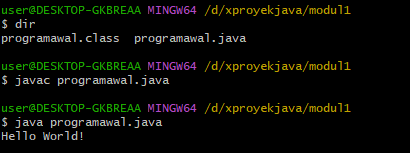 user@DESKTOP-GKBREAA MINGW64 /d/xproyekjava/modul1
$ dir
programawal.class  programawal.java
user@DESKTOP-GKBREAA MINGW64 /d/xproyekjava/modul1
$ javac programawal.java
user@DESKTOP-GKBREAA MINGW64 /d/xproyekjava/modul1
$ java programawal.java
Hello World!